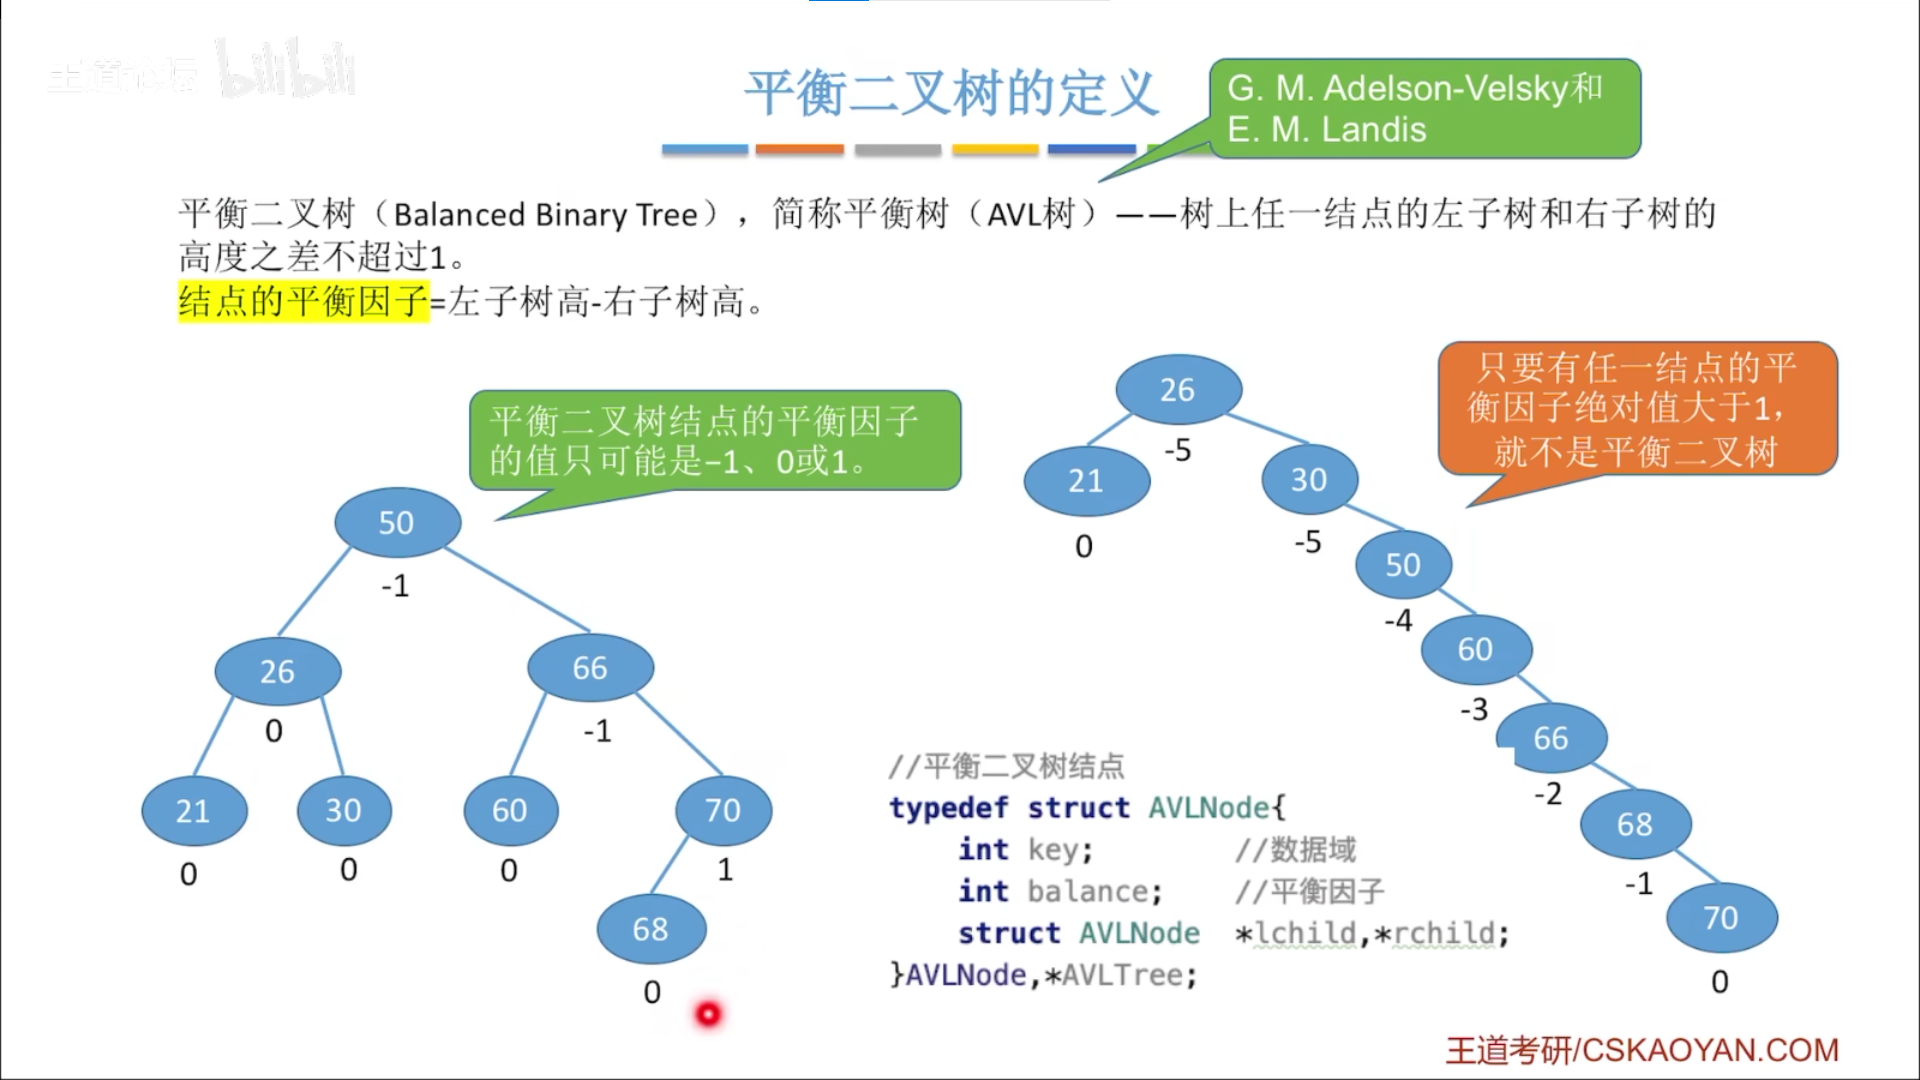 王道论坛 bilibili
平衡二叉树的定义
G. M. Adelson-Velsky和
E. M. Landis
平衡二叉树（Balanced Binary Tree），简称平衡树（AVL树）——树上任一结点的左子树和右子树的
高度之差不超过1。
结点的平衡因子=左子树高-右子树高。
平衡二叉树结点的平衡因子
的值只可能是−1、0或1。
50
-1
26
0
66
-1
21
0
30
0
60
0
70
1
68
0
只要有任一结点的平
衡因子绝对值大于1，
就不是平衡二叉树
26
-5
21
0
30
-5
50
-4
60
-3
66
-2
68
-1
70
0
//平衡二叉树结点
typedef struct AVLNode{
int key; //数据域
int balance; //平衡因子
struct AVLNode *lchild,*rchild;
}AVLNode,*AVLTree;
王道考研/CSKAOYAN.COM